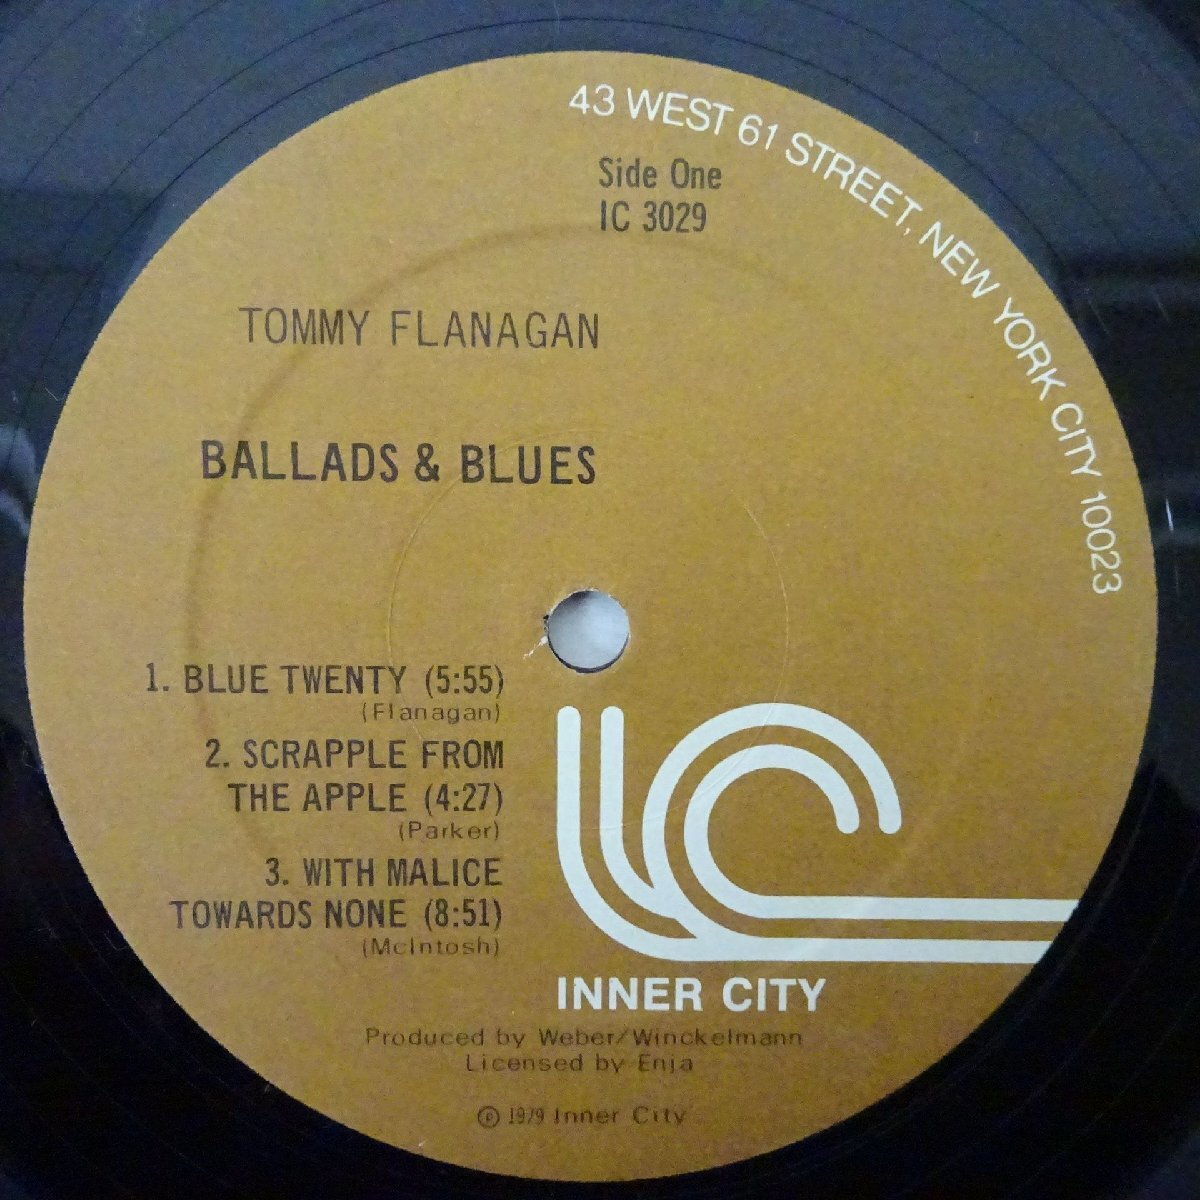 43 WEST 61 STREET, NEW YORK CITY 10023
Side One
IC 3029
TOMMY FLANAGAN
BALLADS & BLUES
1. BLUE TWENTY (5:55)
(Flanagan)
2. SCRAPPLE FROM
THE APPLE (4:27)
(Parker)
3. WITH MALICE
TOWARDS NONE (8:51)
(McIntosh)
IC
INNER CITY
Produced by Weber/Winckelmann
Licensed by Enja
℗ 1979 Inner City